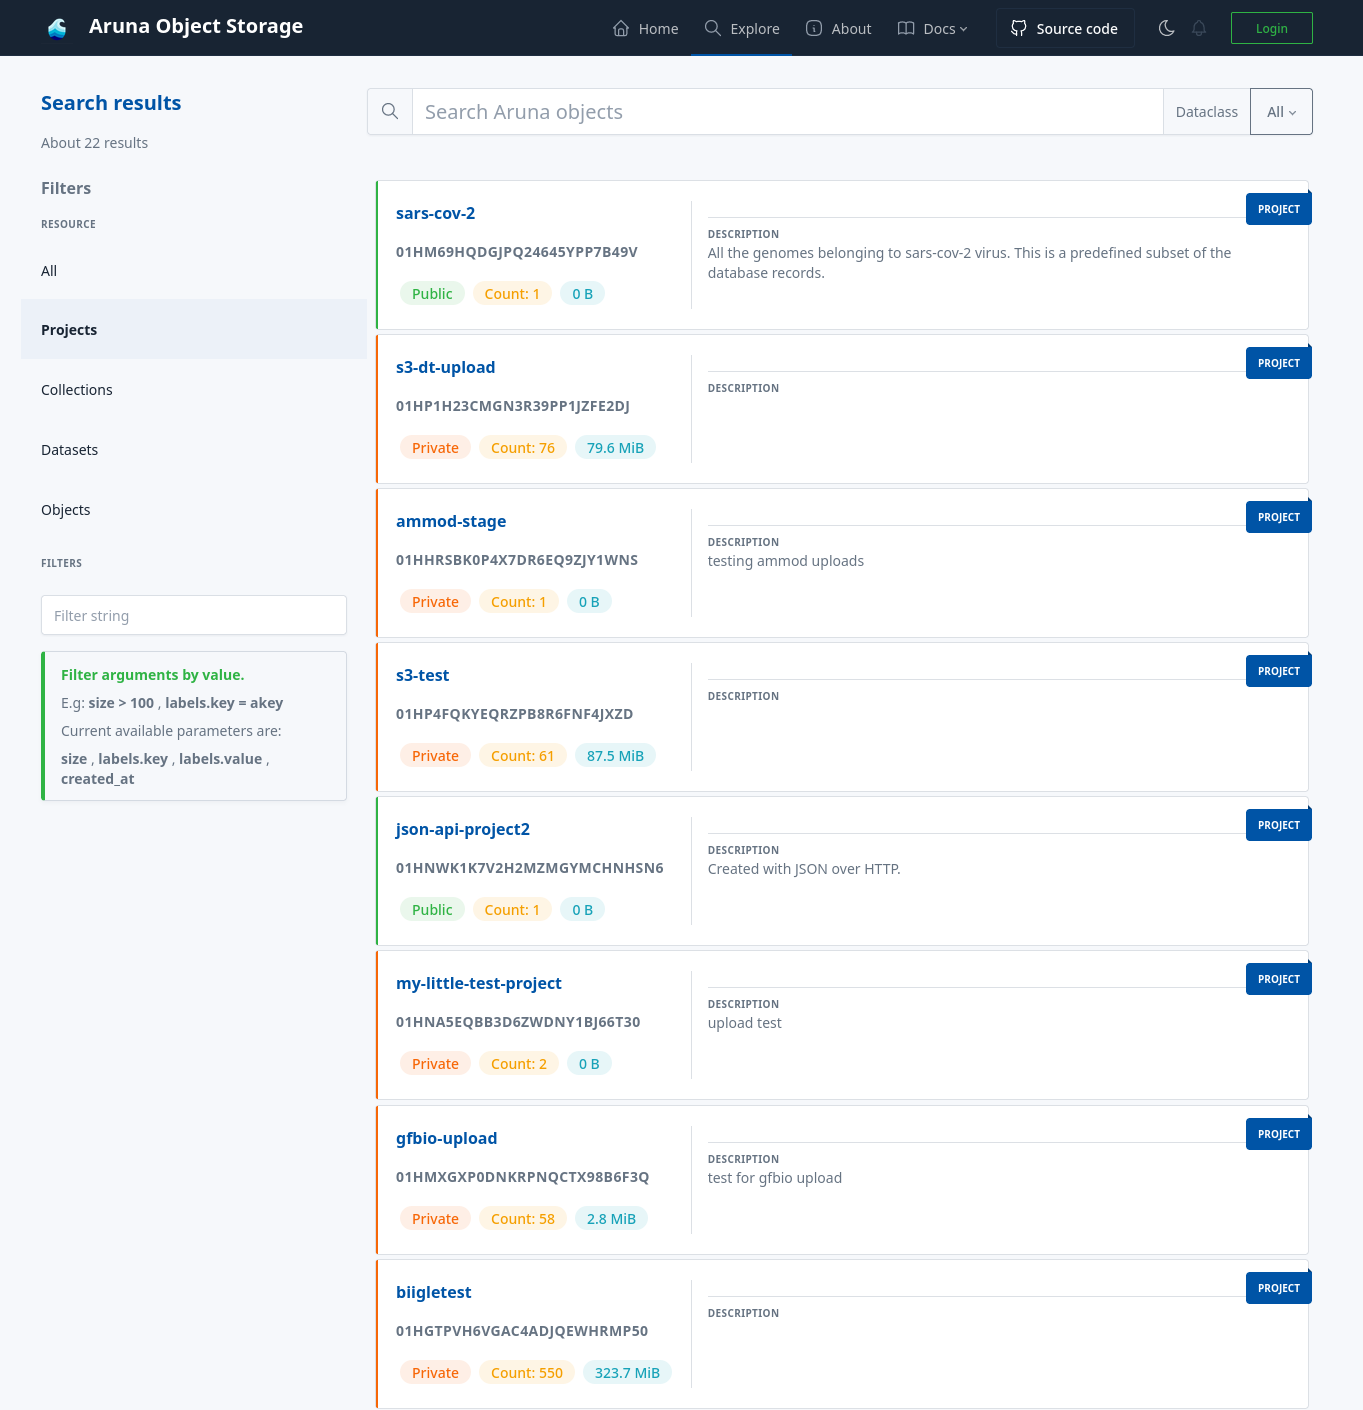 Aruna Object Storage
Home
Explore
About
Docs
Source code
Login
Search results
About 22 results
Filters
RESOURCE
All
Projects
Collections
Datasets
Objects
FILTERS
Filter string
Filter arguments by value.
E.g: size > 100 , labels.key = akey
Current available parameters are:
size , labels.key , labels.value ,
created_at
Search Aruna objects
Dataclass
All
sars-cov-2
01HM69HQDGJPQ24645YPP7B49V
Public
Count: 1
0 B
PROJECT
DESCRIPTION
All the genomes belonging to sars-cov-2 virus. This is a predefined subset of the
database records.
s3-dt-upload
01HP1H23CMGN3R39PP1JZFE2DJ
Private
Count: 76
79.6 MiB
PROJECT
DESCRIPTION
ammod-stage
01HHRSBK0P4X7DR6EQ9ZJY1WNS
Private
Count: 1
0 B
PROJECT
DESCRIPTION
testing ammod uploads
s3-test
01HP4FQKYEQRZPB8R6FNF4JXZD
Private
Count: 61
87.5 MiB
PROJECT
DESCRIPTION
json-api-project2
01HNWK1K7V2H2MZMGYMCHNHSN6
Public
Count: 1
0 B
PROJECT
DESCRIPTION
Created with JSON over HTTP.
my-little-test-project
01HNA5EQBB3D6ZWDNY1BJ66T30
Private
Count: 2
0 B
PROJECT
DESCRIPTION
upload test
gfbio-upload
01HMXGXP0DNKRPNQCTX98B6F3Q
Private
Count: 58
2.8 MiB
PROJECT
DESCRIPTION
test for gfbio upload
biigletest
01HGTPVH6VGAC4ADJQEWHRMP50
Private
Count: 550
323.7 MiB
PROJECT
DESCRIPTION